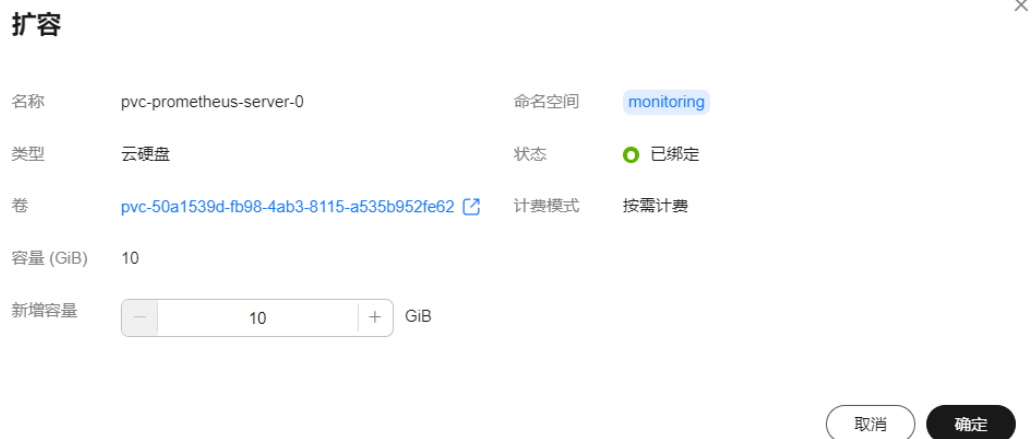 扩容
名称 pvc-prometheus-server-0 命名空间 monitoring
类型 云硬盘 状态 已绑定
卷 pvc-50a1539d-fb98-4ab3-8115-a535b952fe62 计费模式 按需计费
容量 (GiB) 10
新增容量 10 GiB
取消 确定